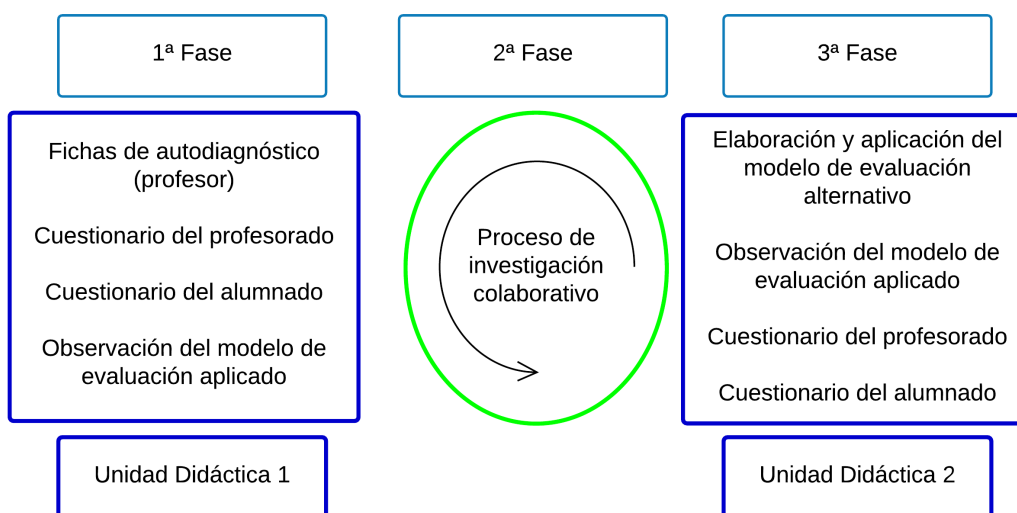 1ª Fase
2ª Fase
3ª Fase
Fichas de autodiagnóstico
(profesor)
Cuestionario del profesorado
Cuestionario del alumnado
Observación del modelo de
evaluación aplicado
Proceso de
investigación
colaborativo
Elaboración y aplicación del
modelo de evaluación
alternativo
Observación del modelo de
evaluación aplicado
Cuestionario del profesorado
Cuestionario del alumnado
Unidad Didáctica 1
Unidad Didáctica 2